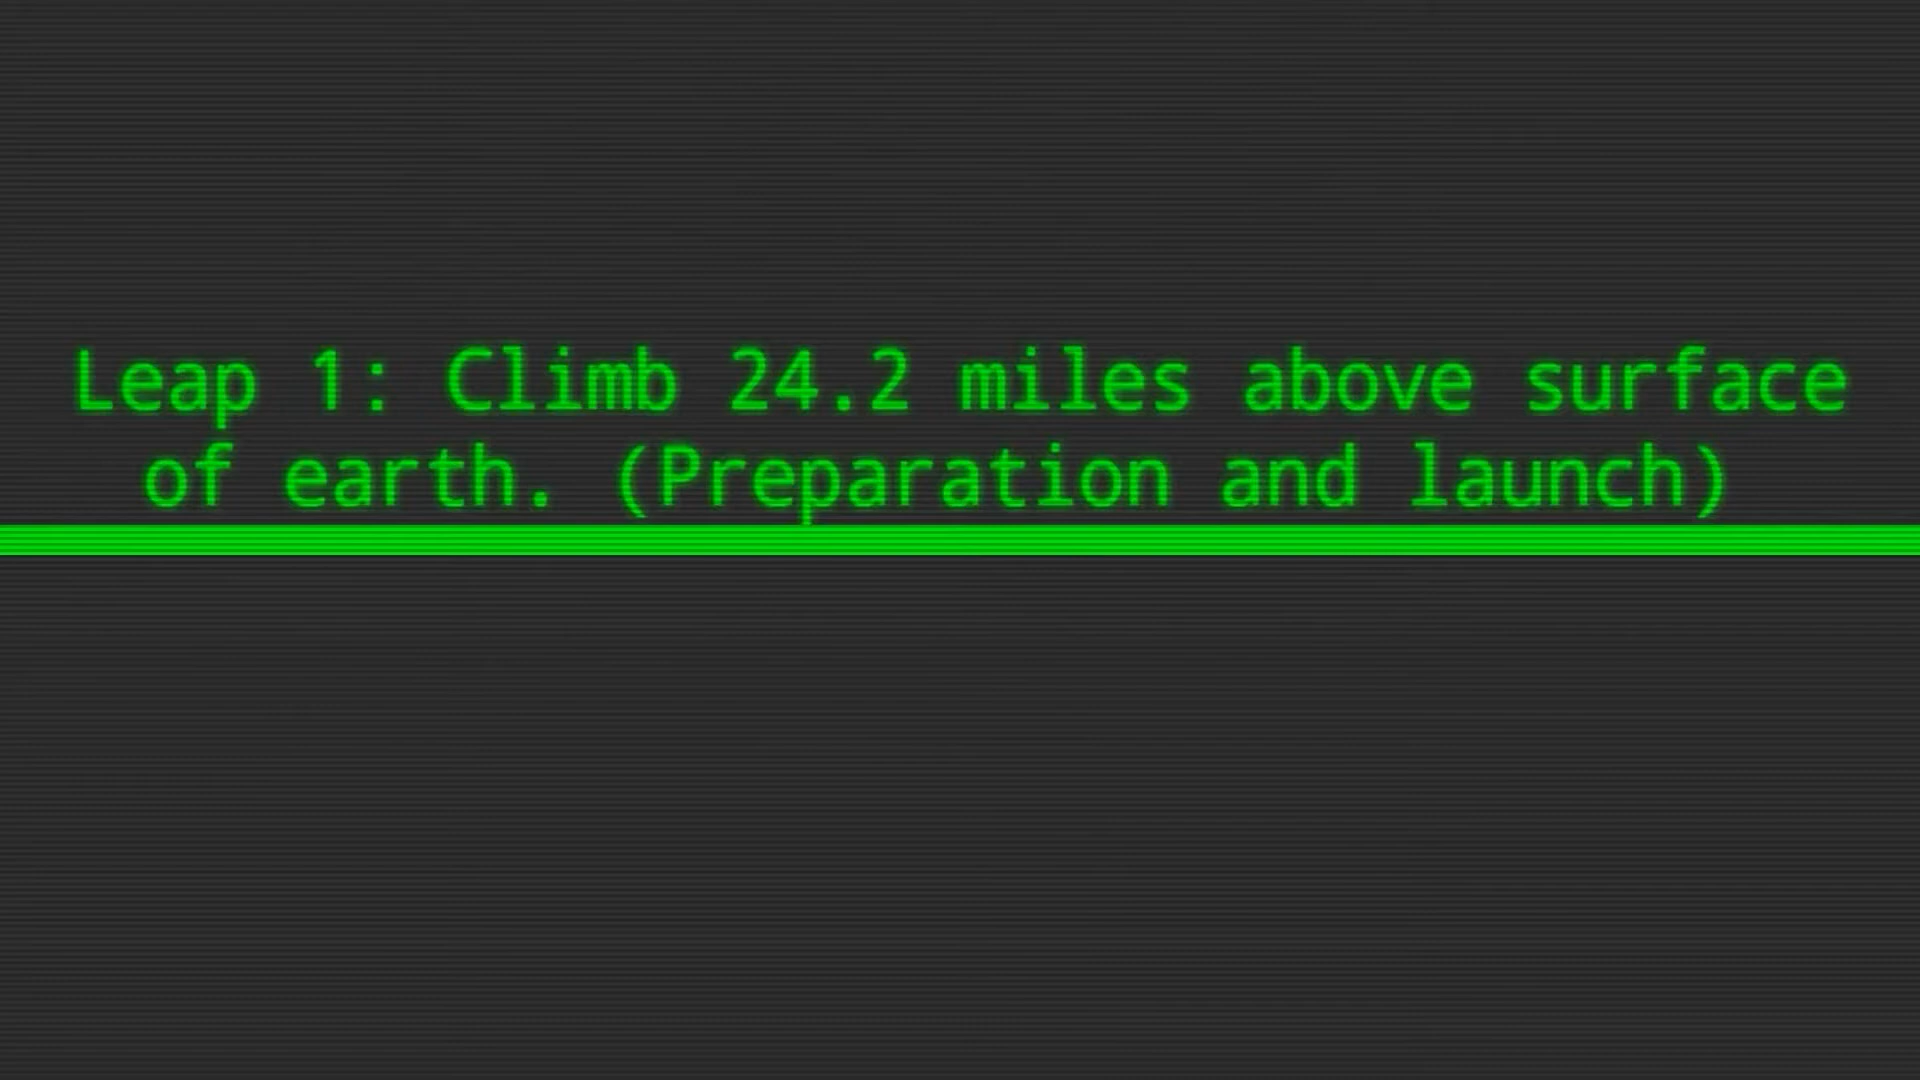 Leap 1: Climb 24.2 miles above surface
of earth. (Preparation and launch)